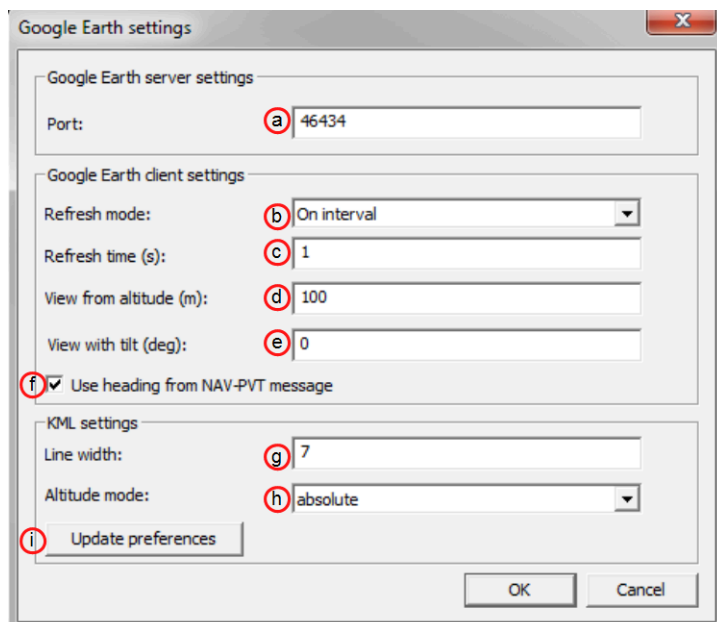 Google Earth settings
Google Earth server settings
Port: a 46434
Google Earth client settings
Refresh mode: b On interval
Refresh time (s): c 1
View from altitude (m): d 100
View with tilt (deg): e 0
f Use heading from NAV-PVT message
KML settings
Line width: g 7
Altitude mode: h absolute
i Update preferences
OK Cancel